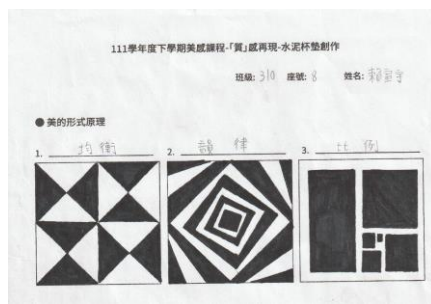 111學年度下學期美感課程-「質」感再現-水泥杯墊創作
班級: 310 座號: 8 姓名: 賴
● 美的形式原理
1. 均衡 2. 韻律 3. 比例